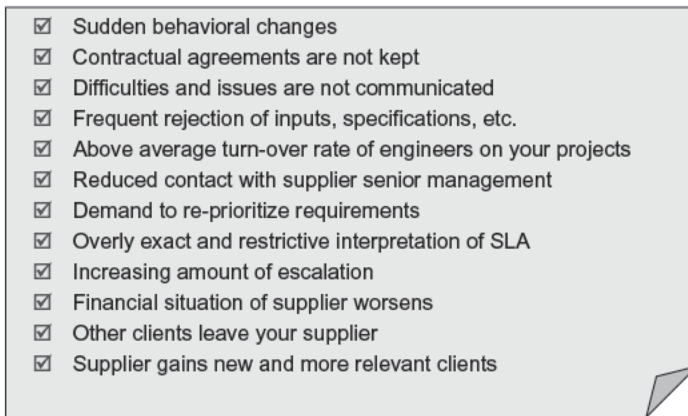 ☑ Sudden behavioral changes
☑ Contractual agreements are not kept
☑ Difficulties and issues are not communicated
☑ Frequent rejection of inputs, specifications, etc.
☑ Above average turn-over rate of engineers on your projects
☑ Reduced contact with supplier senior management
☑ Demand to re-prioritize requirements
☑ Overly exact and restrictive interpretation of SLA
☑ Increasing amount of escalation
☑ Financial situation of supplier worsens
☑ Other clients leave your supplier
☑ Supplier gains new and more relevant clients